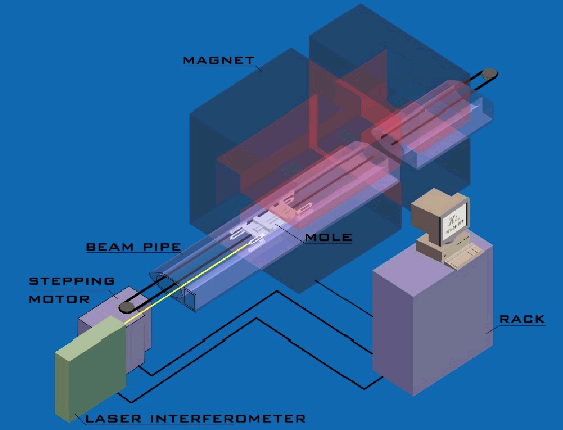 MAGNET
MOLE
BEAM PIPE
STEPPING
MOTOR
RACK
LASER INTERFEROMETER